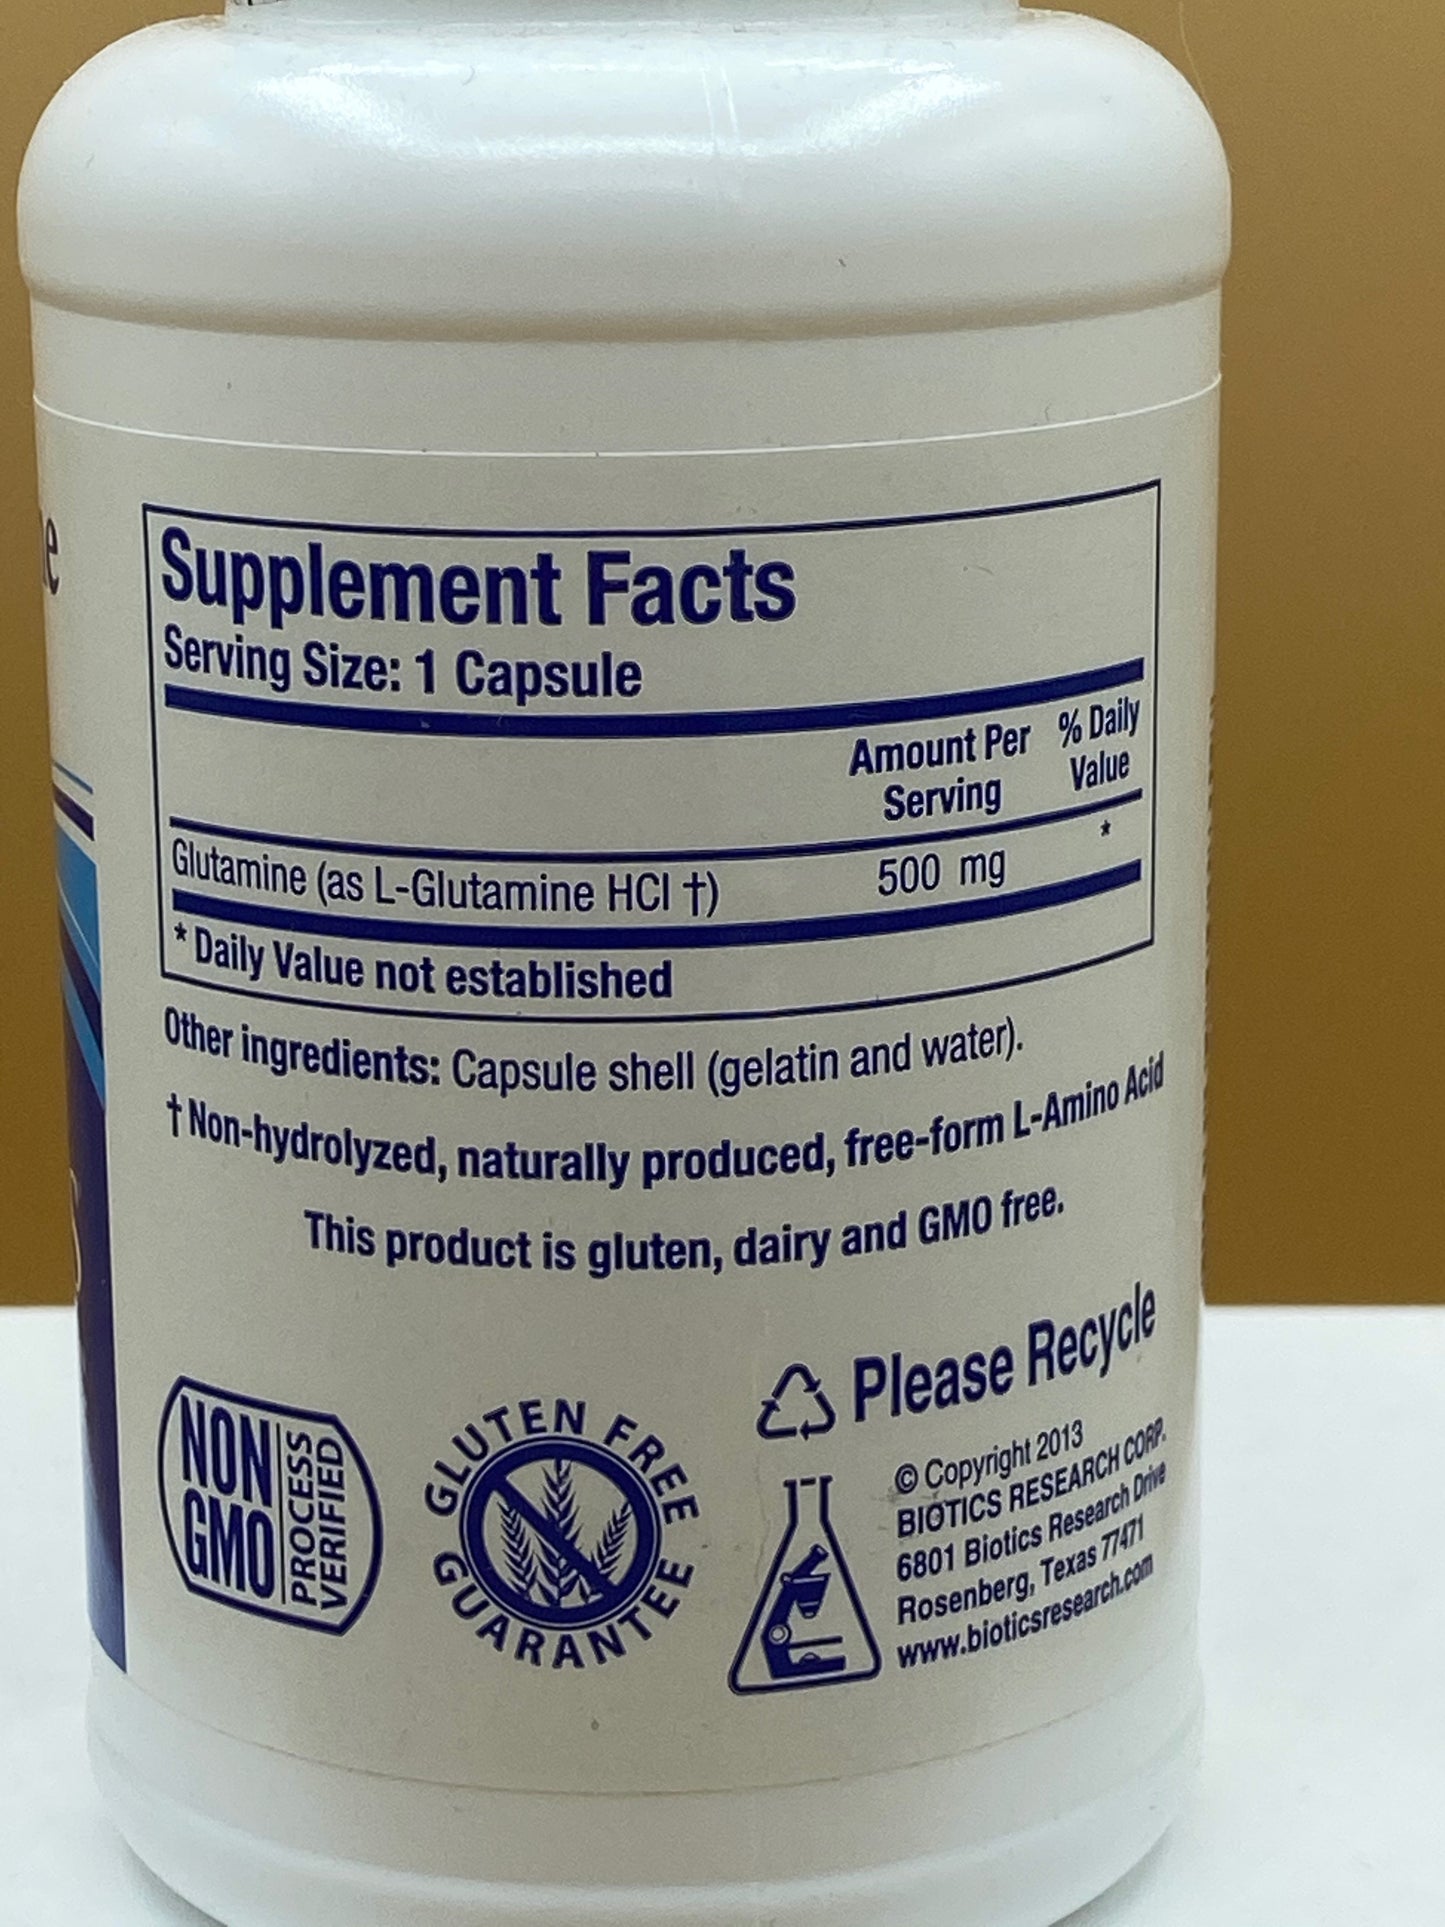 Supplement Facts
Serving Size: 1 Capsule
Amount Per Serving
% Daily Value
Glutamine (as L-Glutamine HCl †) 500 mg *
* Daily Value not established
Other ingredients: Capsule shell (gelatin and water).
† Non-hydrolyzed, naturally produced, free-form L-Amino Acid
This product is gluten, dairy and GMO free.
NON
GMO
PROCESS
VERIFIED
GLUTEN FREE
GUARANTEE
Please Recycle
© Copyright 2013
BIOTICS RESEARCH CORP.
6801 Biotics Research Drive
Rosenberg, Texas 77471
www.bioticsresearch.com